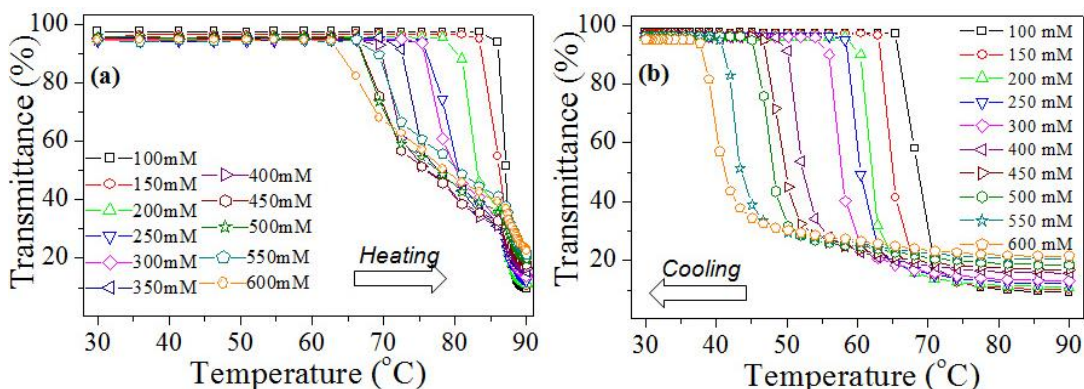 (a)
Transmittance (%)
100
80
60
40
20
100mM
150mM
200mM
250mM
300mM
350mM
400mM
450mM
500mM
550mM
600mM
Heating
30 40 50 60 70 80 90
Temperature (°C)
(b)
Transmittance (%)
100
80
60
40
20
100 mM
150 mM
200 mM
250 mM
300 mM
400 mM
450 mM
500 mM
550 mM
600 mM
Cooling
30 40 50 60 70 80 90
Temperature (°C)